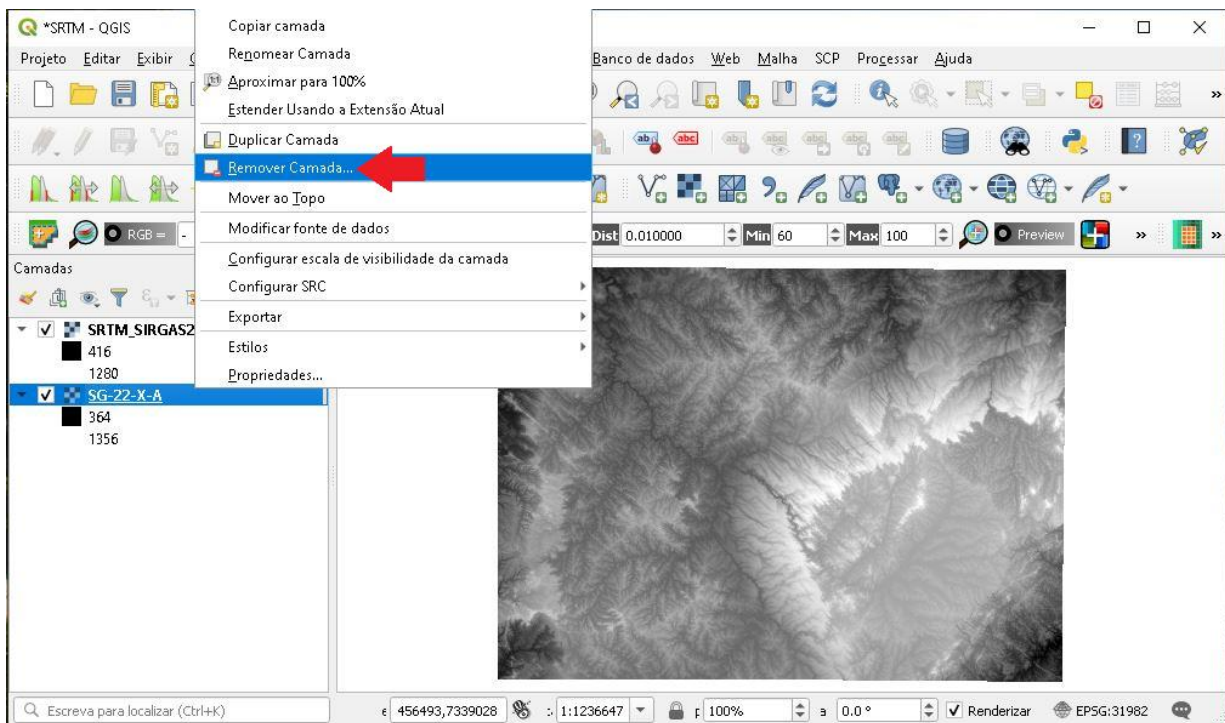 *SRTM - QGIS
Copiar camada
Renomear Camada
Aproximar para 100%
Estender Usando a Extensão Atual
Duplicar Camada
Remover Camada...
Mover ao Topo
Modificar fonte de dados
Configurar escala de visibilidade da camada
Configurar SRC
Exportar
Estilos
Propriedades...
Projeto Editar Exibir
Banco de dados Web Malha SCP Processar Ajuda
RGB = -
Dist 0.010000 Min 60 Max 100 Preview
Camadas
SRTM_SIRGAS2
416
1280
SG-22-X-A
364
1356
Escreva para localizar (Ctrl+K) 456493,7339028 1:1236647 100% 0.0 ° Renderizar EPSG:31982